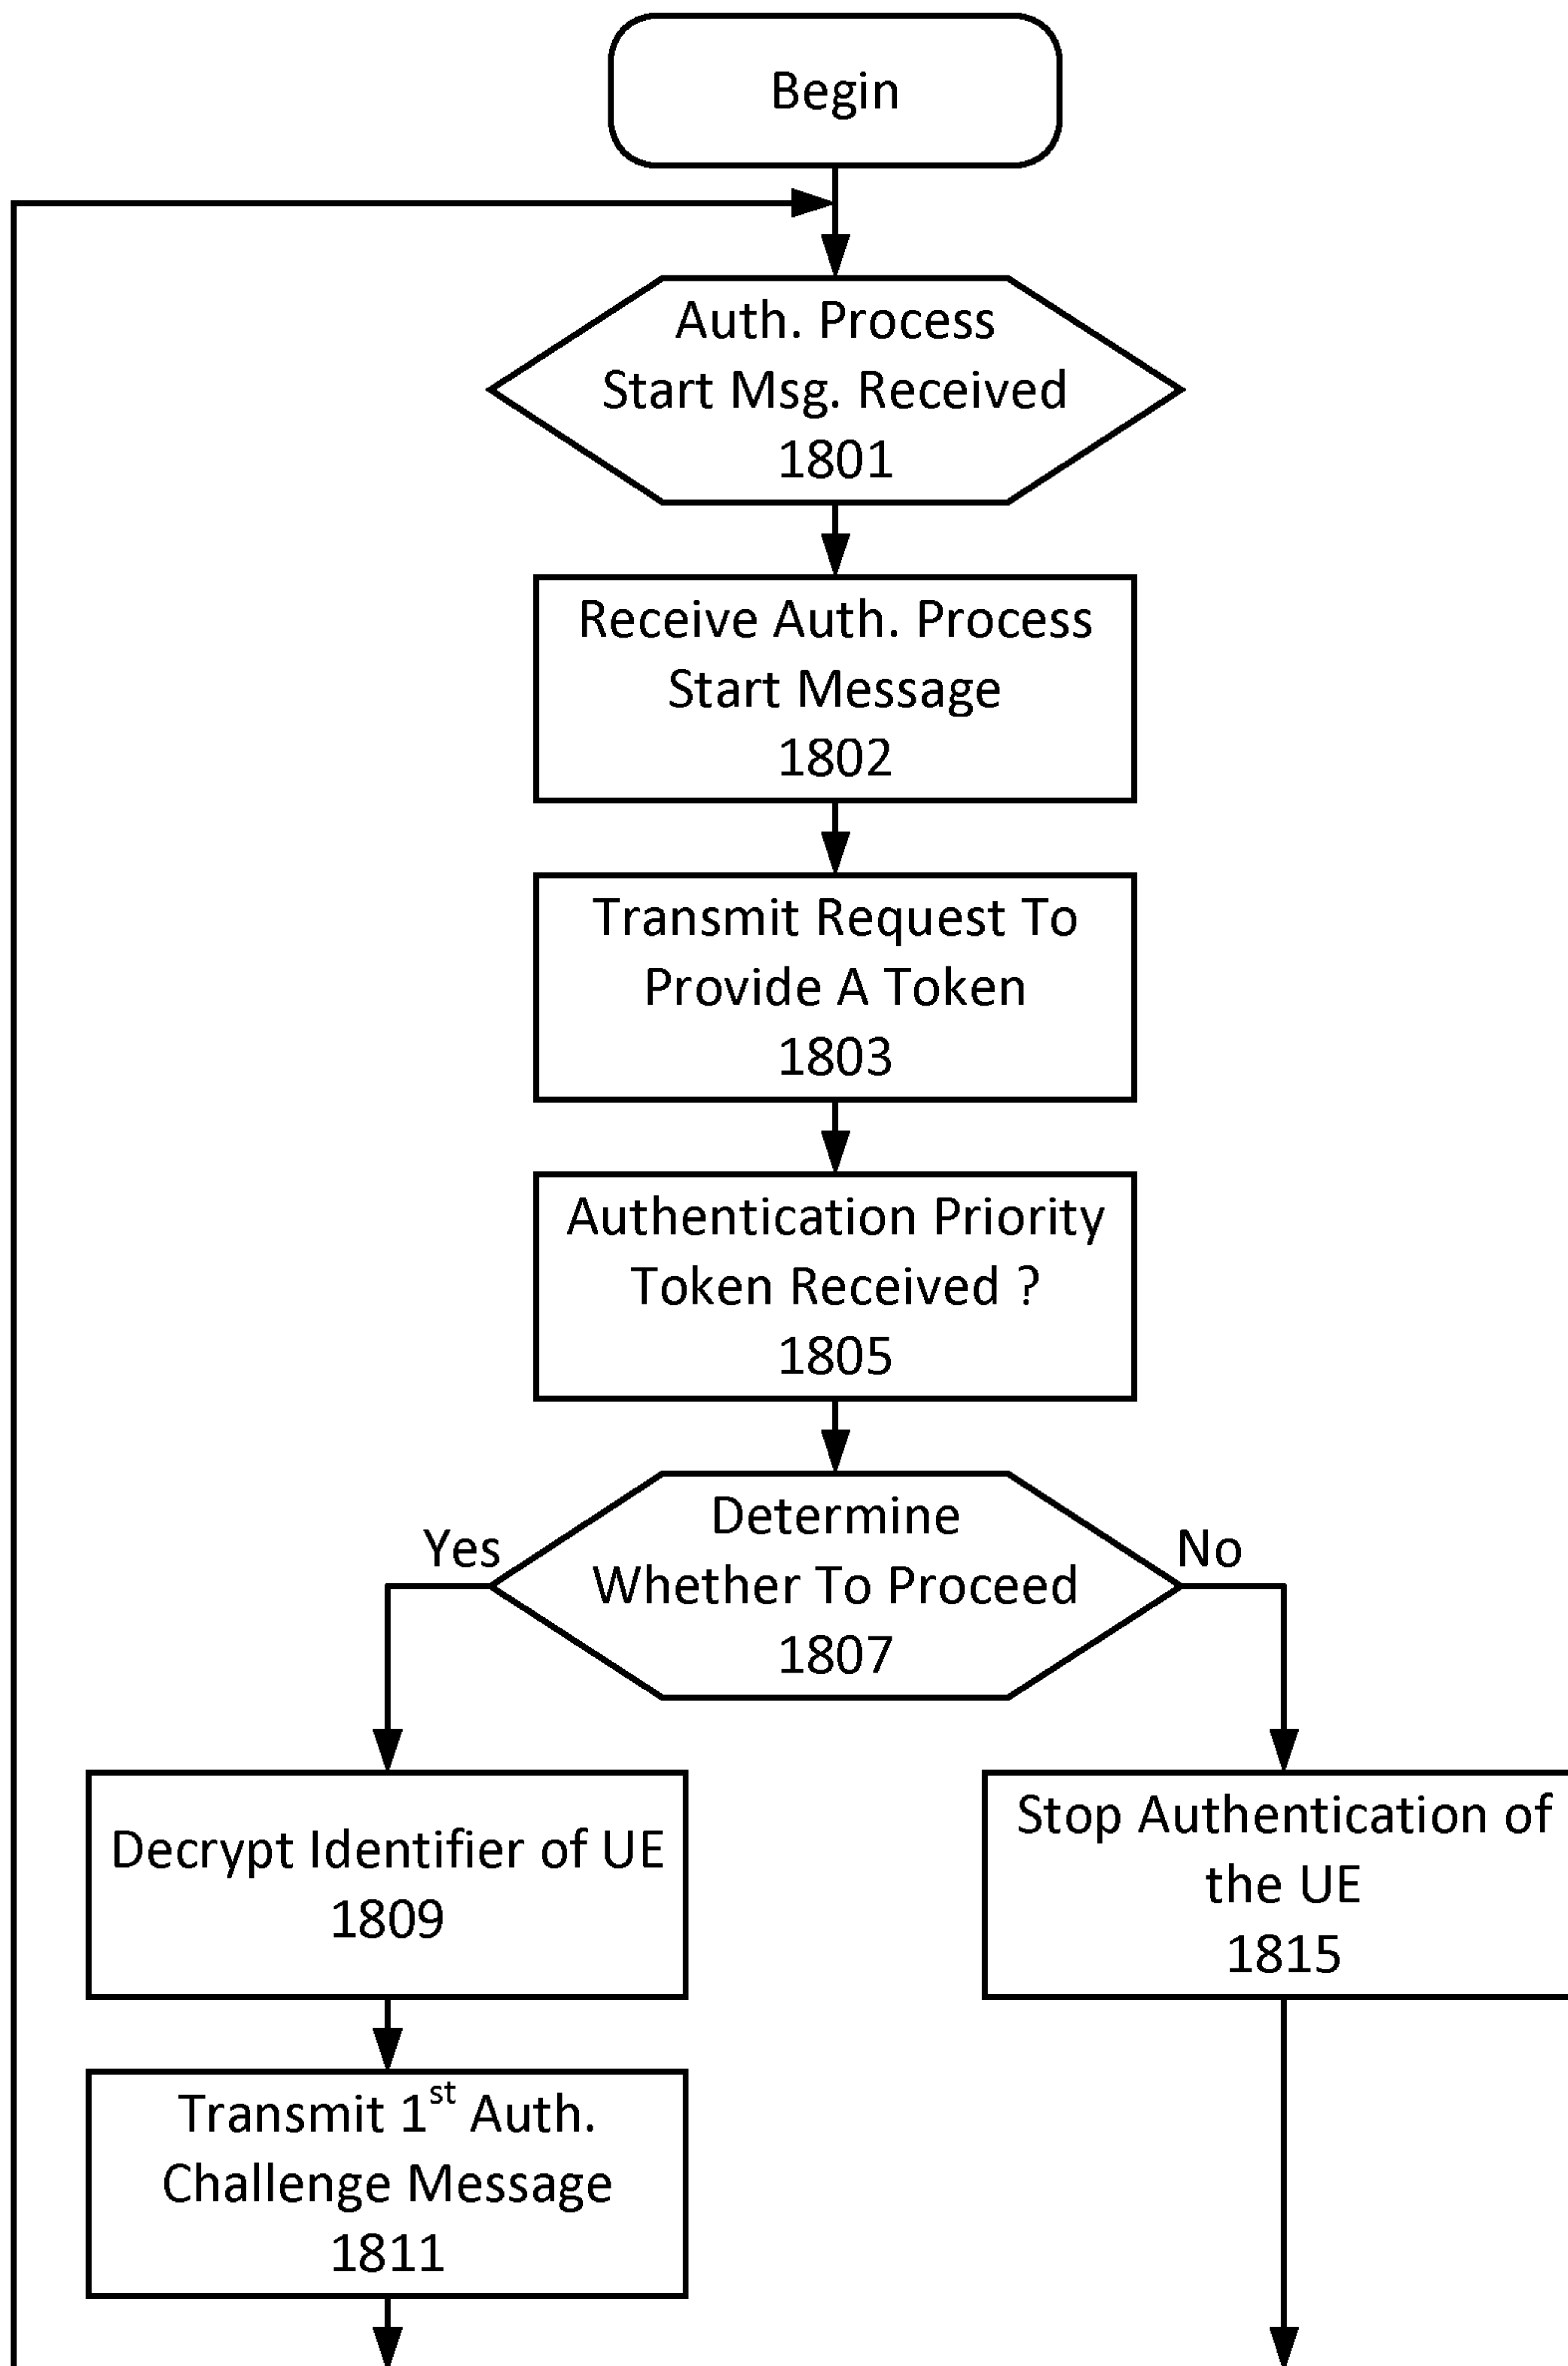 Begin
Auth. Process
Start Msg. Received
1801
Receive Auth. Process
Start Message
1802
Transmit Request To
Provide A Token
1803
Authentication Priority
Token Received ?
1805
Determine
Whether To Proceed
1807
Yes
No
Decrypt Identifier of UE
1809
Stop Authentication of
the UE
1815
Transmit 1st Auth.
Challenge Message
1811